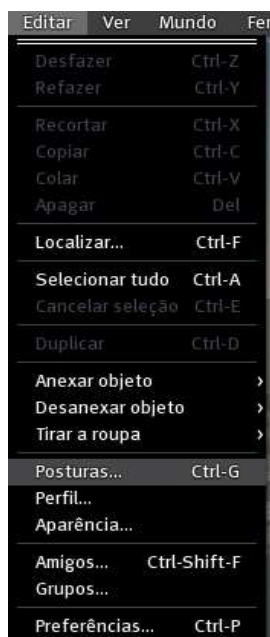 Editar Ver Mundo Fer
Desfazer Ctrl-Z
Refazer Ctrl-Y
Recortar Ctrl-X
Copiar Ctrl-C
Colar Ctrl-V
Apagar Del
Localizar... Ctrl-F
Selecionar tudo Ctrl-A
Cancelar seleção Ctrl-E
Duplicar Ctrl-D
Anexar objeto ›
Desanexar objeto ›
Tirar a roupa ›
Posturas... Ctrl-G
Perfil...
Aparência...
Amigos... Ctrl-Shift-F
Grupos...
Preferências... Ctrl-P